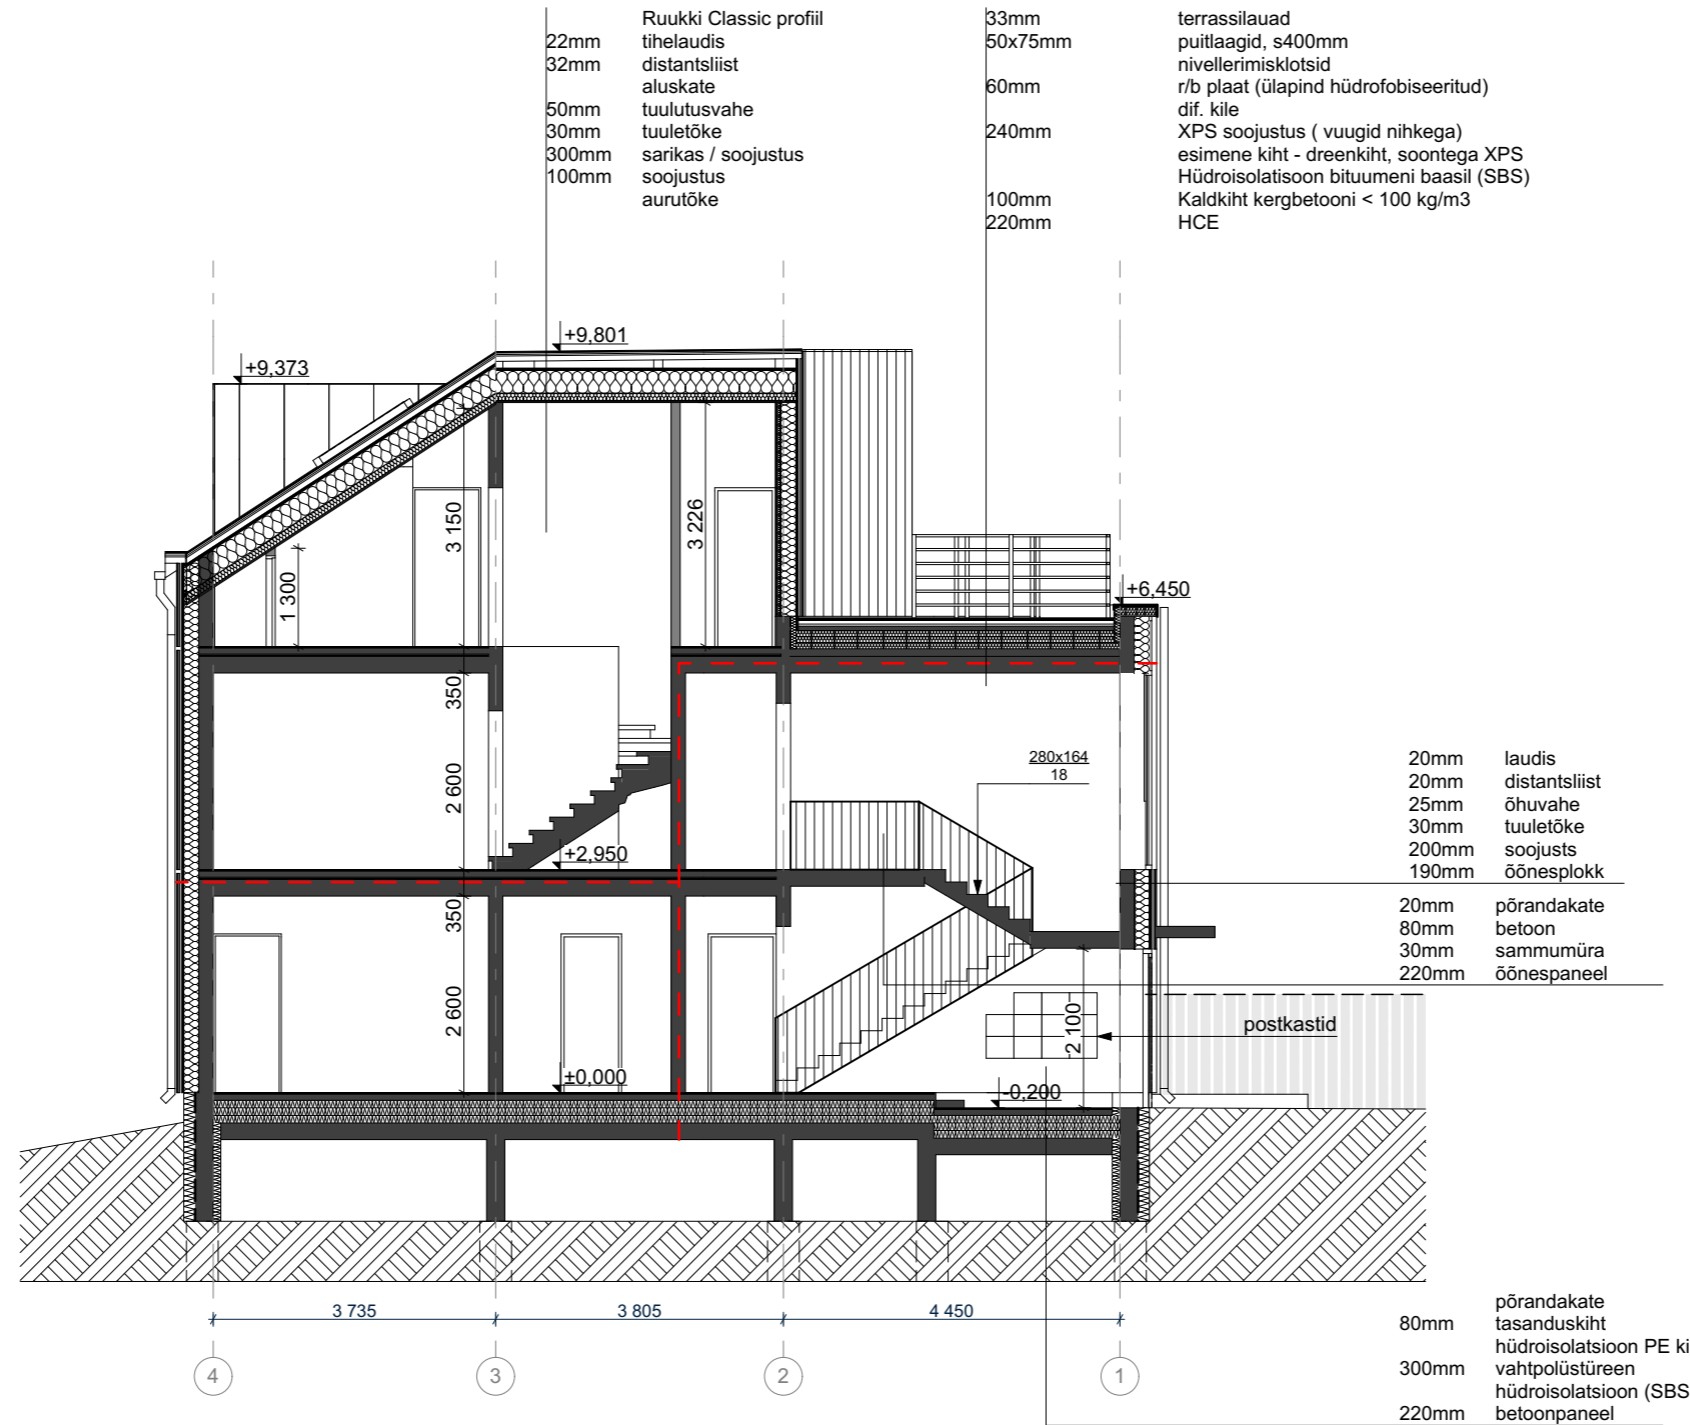 Ruukki Classic profiil
22mm tihelaudis
32mm distantsliist
aluskate
50mm tuulutusvahe
30mm tuuletõke
300mm sarikas / soojustus
100mm soojustus
aurutõke
33mm terrassilauad
50x75mm puitlaagid, s400mm
nivellerimisklotsid
60mm r/b plaat (ülapind hüdrofobiseeritud)
dif. kile
240mm XPS soojustus ( vuugid nihkega)
esimene kiht - dreenkiht, soontega XPS
Hüdroisolatisoon bituumeni baasil (SBS)
100mm Kaldkiht kergbetooni < 100 kg/m3
220mm HCE
+9,801
+9,373
3 150
3 226
1 300
+6,450
350
2 600
280x164
18
+2,950
20mm laudis
20mm distantsliist
25mm õhuvahe
30mm tuuletõke
200mm soojusts
190mm õõnesplokk
20mm põrandakate
80mm betoon
30mm sammumüra
220mm õõnespaneel
350
2 600
2 100
postkastid
±0,000
-0,200
3 735
3 805
4 450
4
3
2
1
põrandakate
80mm tasanduskiht
hüdroisolatsioon PE ki
300mm vahtpolüstüreen
hüdroisolatsioon (SBS
220mm betoonpaneel